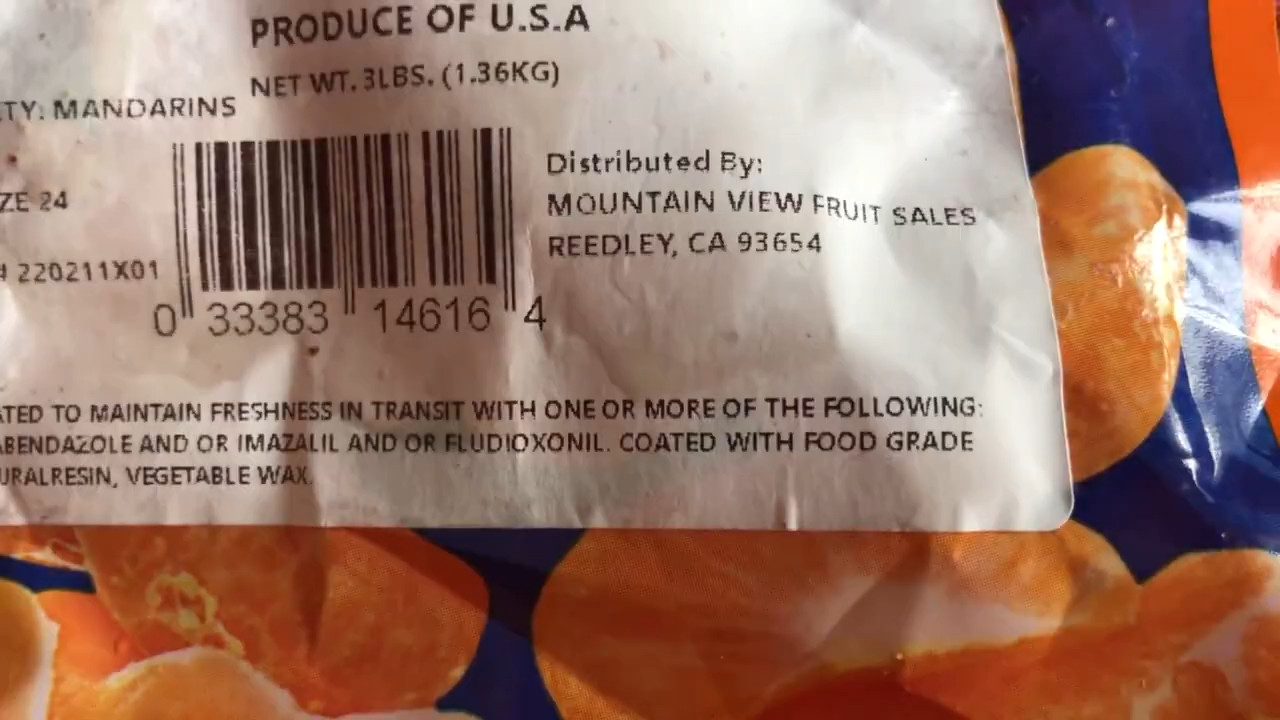 PRODUCE OF U.S.A
NET WT. 3LBS. (1.36KG)
TY: MANDARINS
ZE 24
# 220211X01
0 33383 14616 4
Distributed By:
MOUNTAIN VIEW FRUIT SALES
REEDLEY, CA 93654
ATED TO MAINTAIN FRESHNESS IN TRANSIT WITH ONE OR MORE OF THE FOLLOWING:
ABENDAZOLE AND OR IMAZALIL AND OR FLUDIOXONIL. COATED WITH FOOD GRADE
URALRESIN, VEGETABLE WAX.